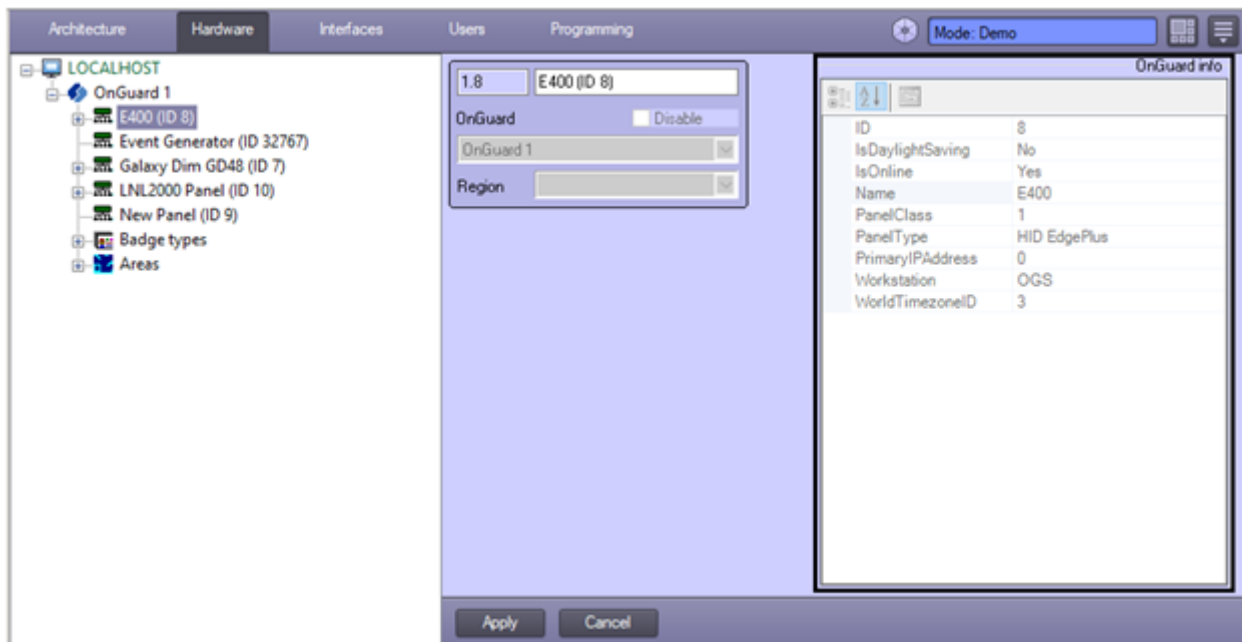 Architecture Hardware Interfaces Users Programming Mode: Demo
LOCALHOST
OnGuard 1
E400 (ID 8)
Event Generator (ID 32767)
Galaxy Dim GD48 (ID 7)
LNL2000 Panel (ID 10)
New Panel (ID 9)
Badge types
Areas
1.8 E400 (ID 8)
OnGuard Disable
OnGuard 1
Region
OnGuard info
ID 8
IsDaylightSaving No
IsOnline Yes
Name E400
PanelClass 1
PanelType HID EdgePlus
PrimaryIPAddress 0
Workstation OGS
WorldTimezoneID 3
Apply Cancel